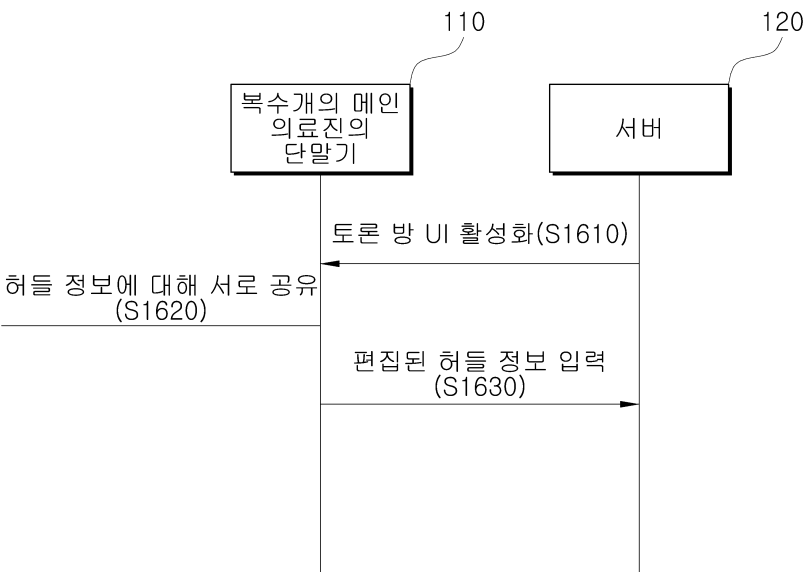 110
120
복수개의 메인
의료진의
단말기
서버
토론 방 UI 활성화(S1610)
허들 정보에 대해 서로 공유
(S1620)
편집된 허들 정보 입력
(S1630)